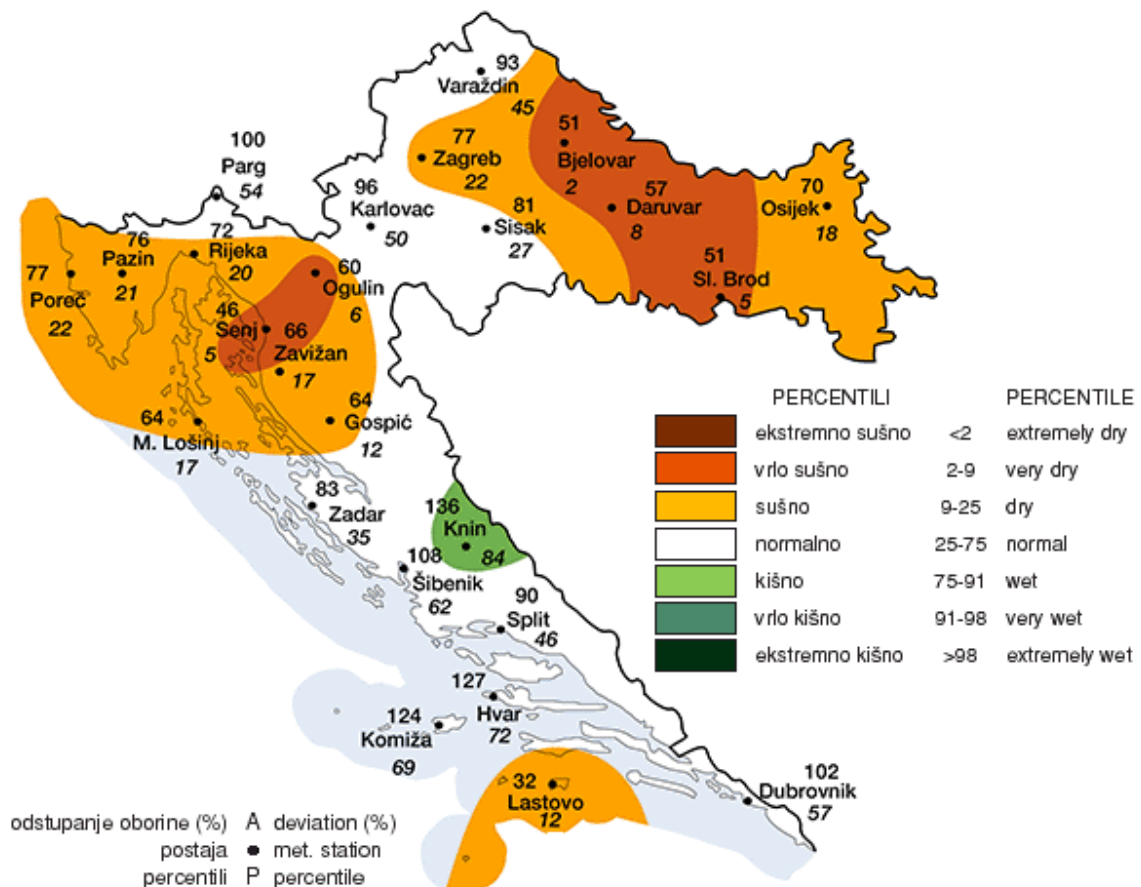 93
Varaždin
45
77
Zagreb
22
51
Bjelovar
2
57
Daruvar
8
70
Osijek
18
100
Parg
54
96
Karlovac
50
81
Sisak
27
51
Sl. Brod
5
72
Rijeka
20
76
Pazin
21
77
Poreč
22
60
Ogulin
6
46
Senj
5
66
Zavižan
17
64
Gospić
12
64
M. Lošinj
17
83
Zadar
35
136
Knin
84
108
Šibenik
62
90
Split
46
127
Hvar
72
124
Komiža
69
32
Lastovo
12
102
Dubrovnik
57
PERCENTILI PERCENTILE
ekstremno sušno <2 extremely dry
vrlo sušno 2-9 very dry
sušno 9-25 dry
normalno 25-75 normal
kišno 75-91 wet
vrlo kišno 91-98 very wet
ekstremno kišno >98 extremely wet
odstupanje oborine (%) A deviation (%)
postaja ● met. station
percentili P percentile